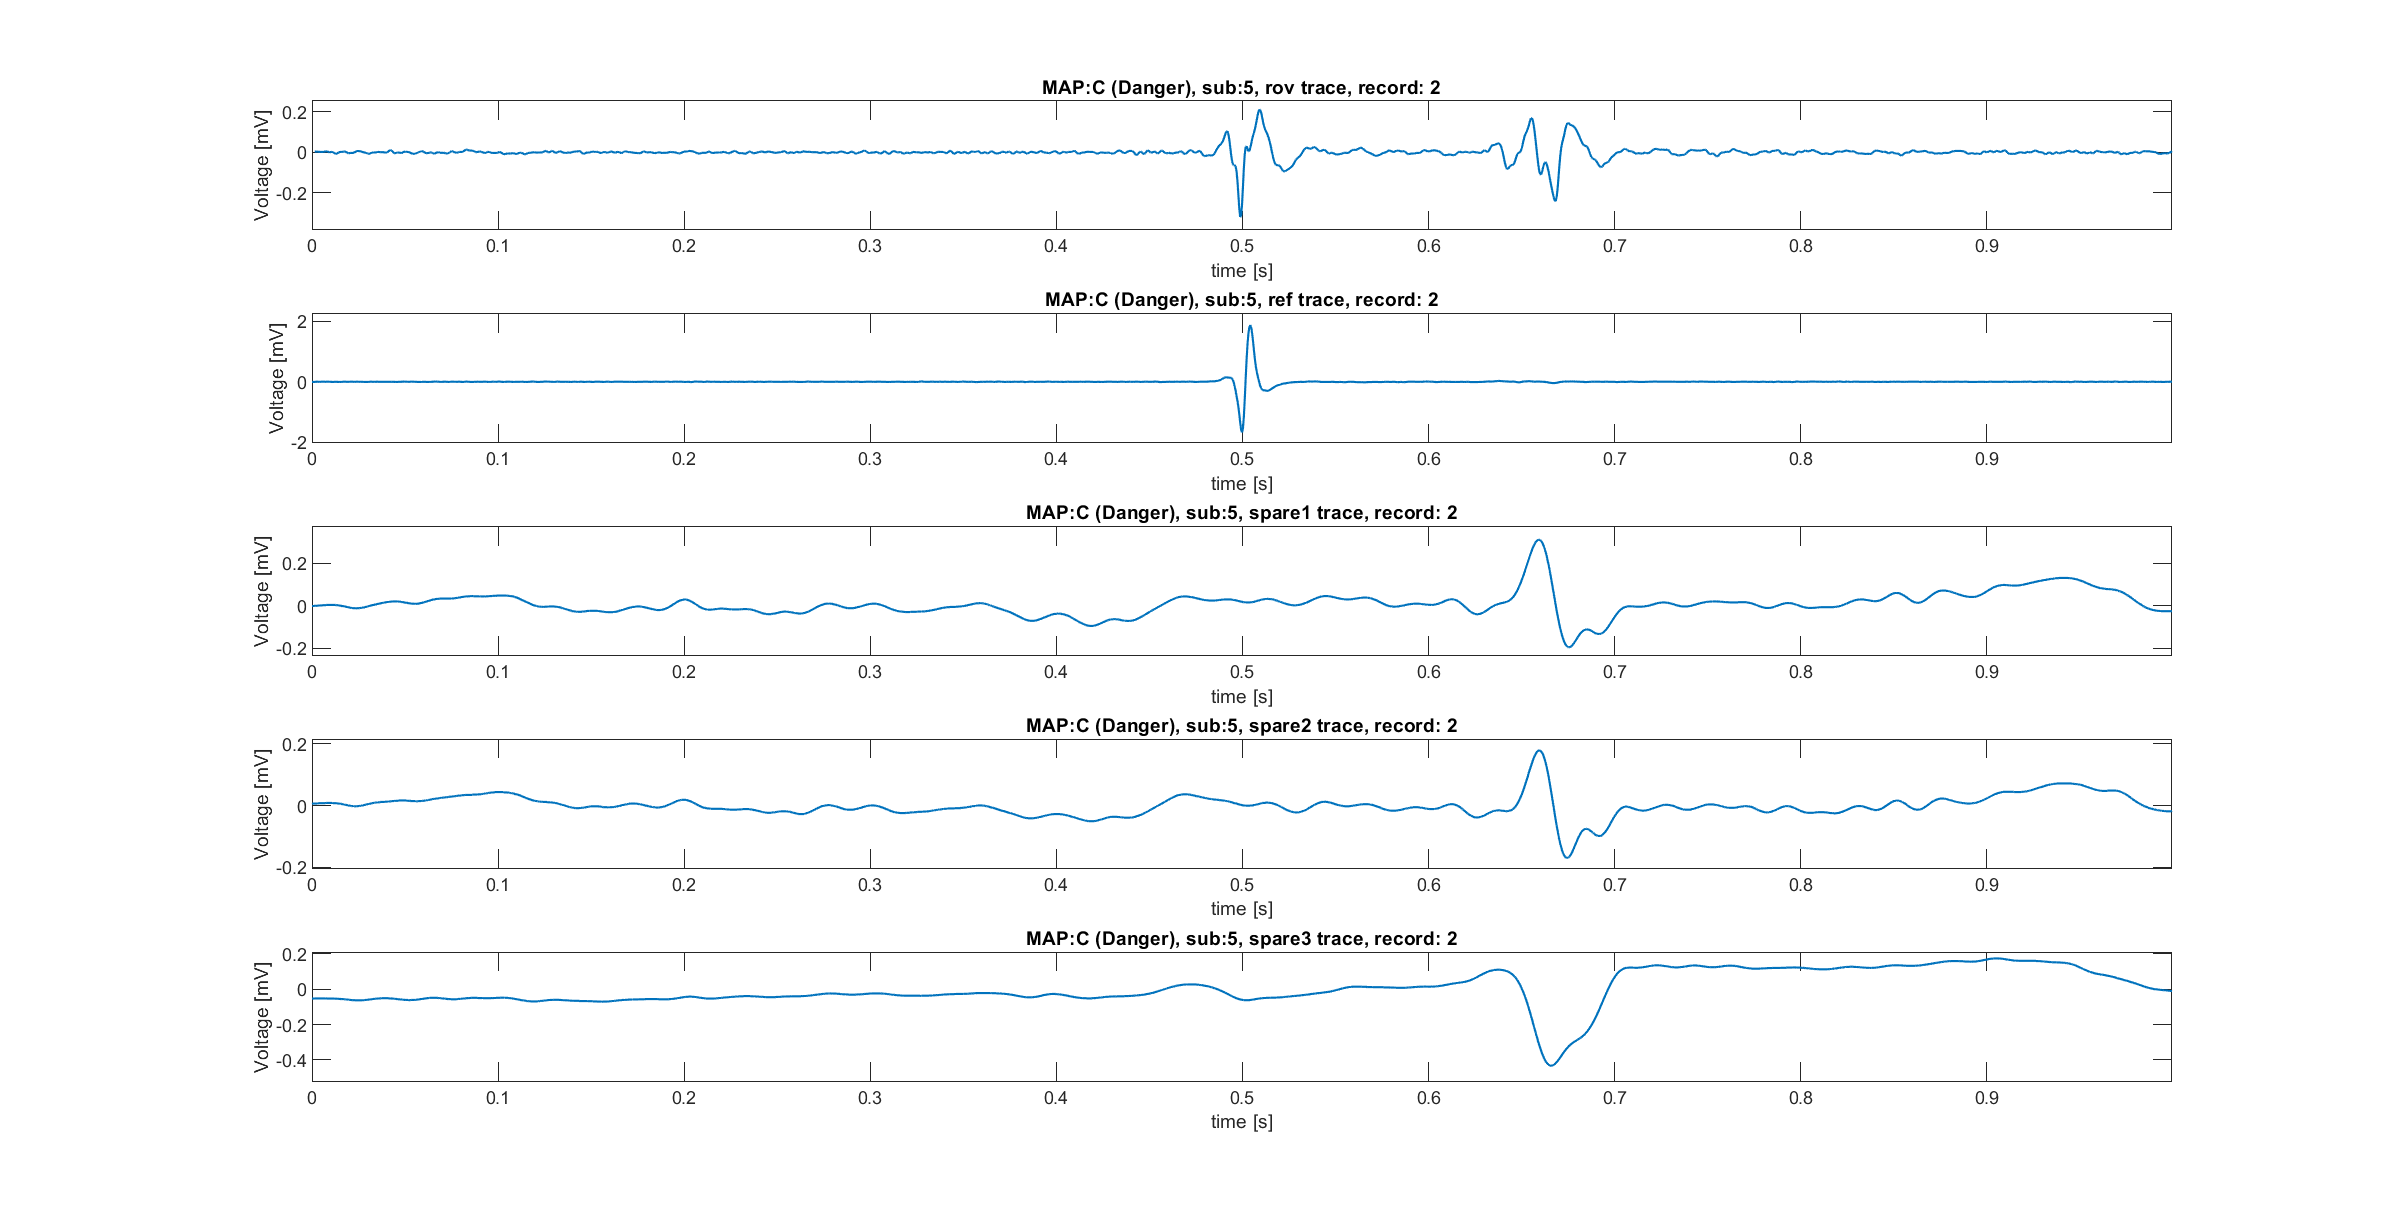 MAP:C (Danger), sub:5, rov trace, record: 2
Voltage [mV]
0.2
0
-0.2
0 0.1 0.2 0.3 0.4 0.5 0.6 0.7 0.8 0.9
time [s]
MAP:C (Danger), sub:5, ref trace, record: 2
Voltage [mV]
2
0
-2
0 0.1 0.2 0.3 0.4 0.5 0.6 0.7 0.8 0.9
time [s]
MAP:C (Danger), sub:5, spare1 trace, record: 2
Voltage [mV]
0.2
0
-0.2
0 0.1 0.2 0.3 0.4 0.5 0.6 0.7 0.8 0.9
time [s]
MAP:C (Danger), sub:5, spare2 trace, record: 2
Voltage [mV]
0.2
0
-0.2
0 0.1 0.2 0.3 0.4 0.5 0.6 0.7 0.8 0.9
time [s]
MAP:C (Danger), sub:5, spare3 trace, record: 2
Voltage [mV]
0.2
0
-0.2
-0.4
0 0.1 0.2 0.3 0.4 0.5 0.6 0.7 0.8 0.9
time [s]